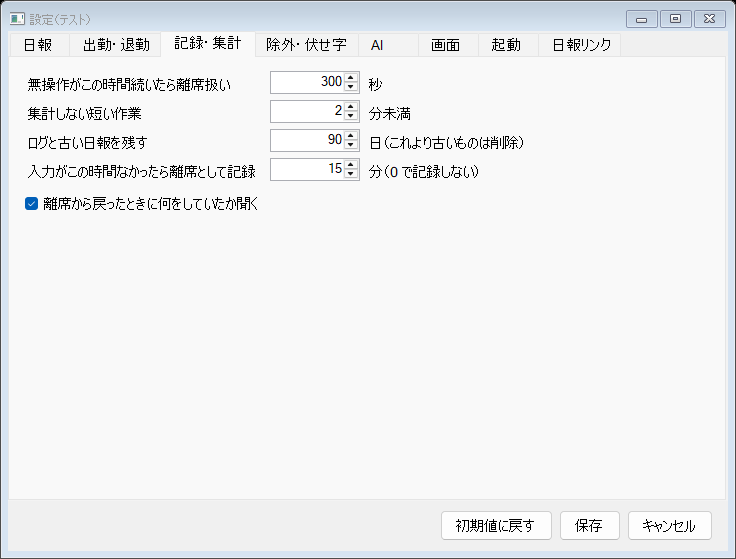 設定(テスト)
日報 出勤・退勤 記録・集計 除外・伏せ字 AI 画面 起動 日報リンク
無操作がこの時間続いたら離席扱い 300 秒
集計しない短い作業 2 分未満
ログと古い日報を残す 90 日(これより古いものは削除)
入力がこの時間なかったら離席として記録 15 分(0 で記録しない)
離席から戻ったときに何をしていたか聞く
初期値に戻す 保存 キャンセル